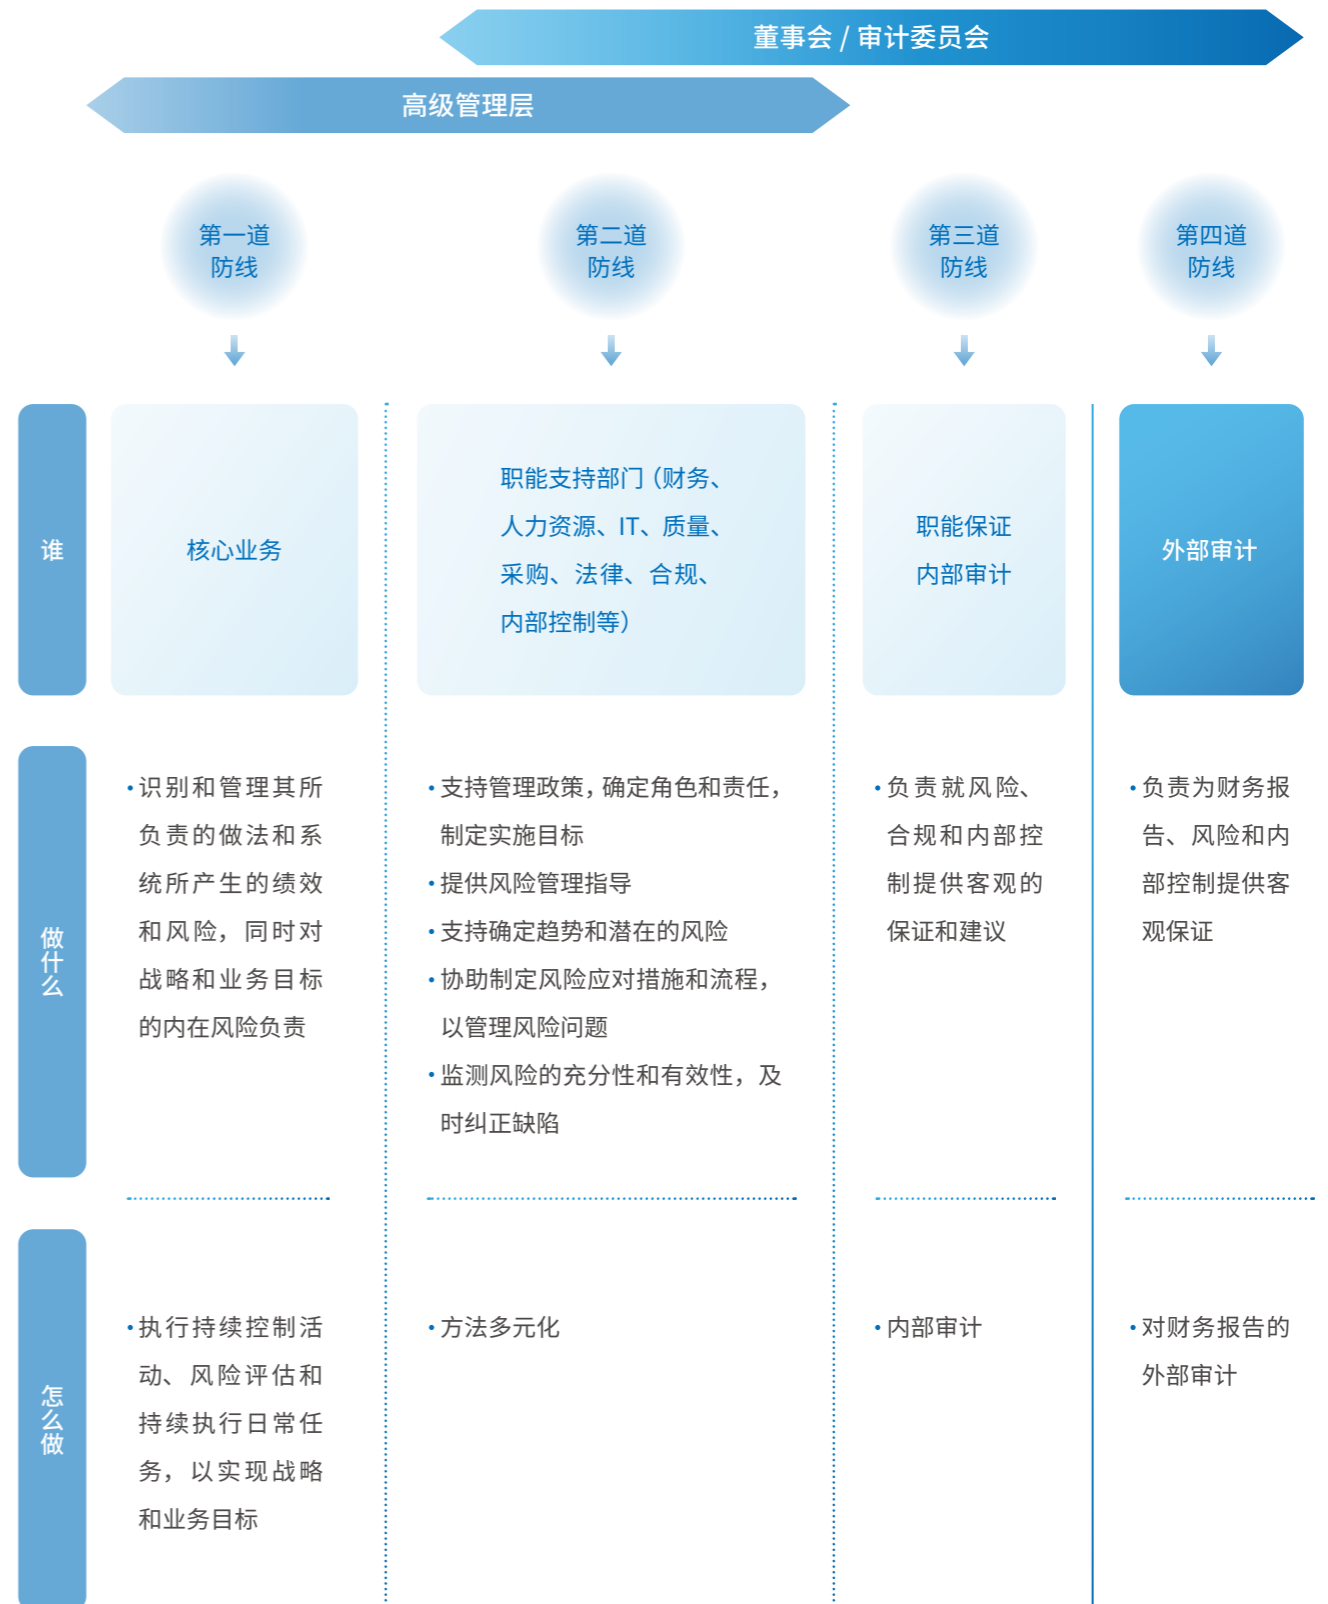 董事会 / 审计委员会
高级管理层
第一道
防线
第二道
防线
第三道
防线
第四道
防线
谁
核心业务
职能支持部门（财务、
人力资源、IT、质量、
采购、法律、合规、
内部控制等）
职能保证
内部审计
外部审计
做什么
• 识别和管理其所
负责的做法和系
统所产生的绩效
和风险，同时对
战略和业务目标
的内在风险负责
• 支持管理政策，确定角色和责任，
制定实施目标
• 提供风险管理指导
• 支持确定趋势和潜在的风险
• 协助制定风险应对措施和流程，
以管理风险问题
• 监测风险的充分性和有效性，及
时纠正缺陷
• 负责就风险、
合规和内部控
制提供客观的
保证和建议
• 负责为财务报
告、风险和内
部控制提供客
观保证
怎么做
• 执行持续控制活
动、风险评估和
持续执行日常任
务，以实现战略
和业务目标
• 方法多元化
• 内部审计
• 对财务报告的
外部审计